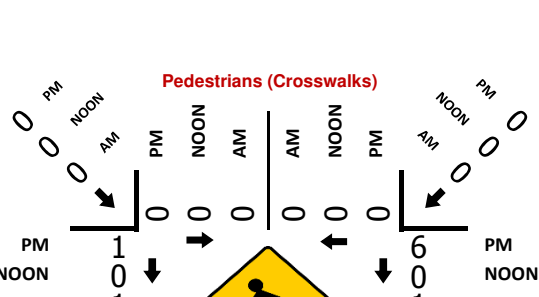 Pedestrians (Crosswalks)
0 PM
0 NOON
0 AM
PM NOON AM AM NOON PM
PM 0
NOON 0
AM 0
0 0 0 0 0 0
PM 1 6 PM
NOON 0 0 NOON